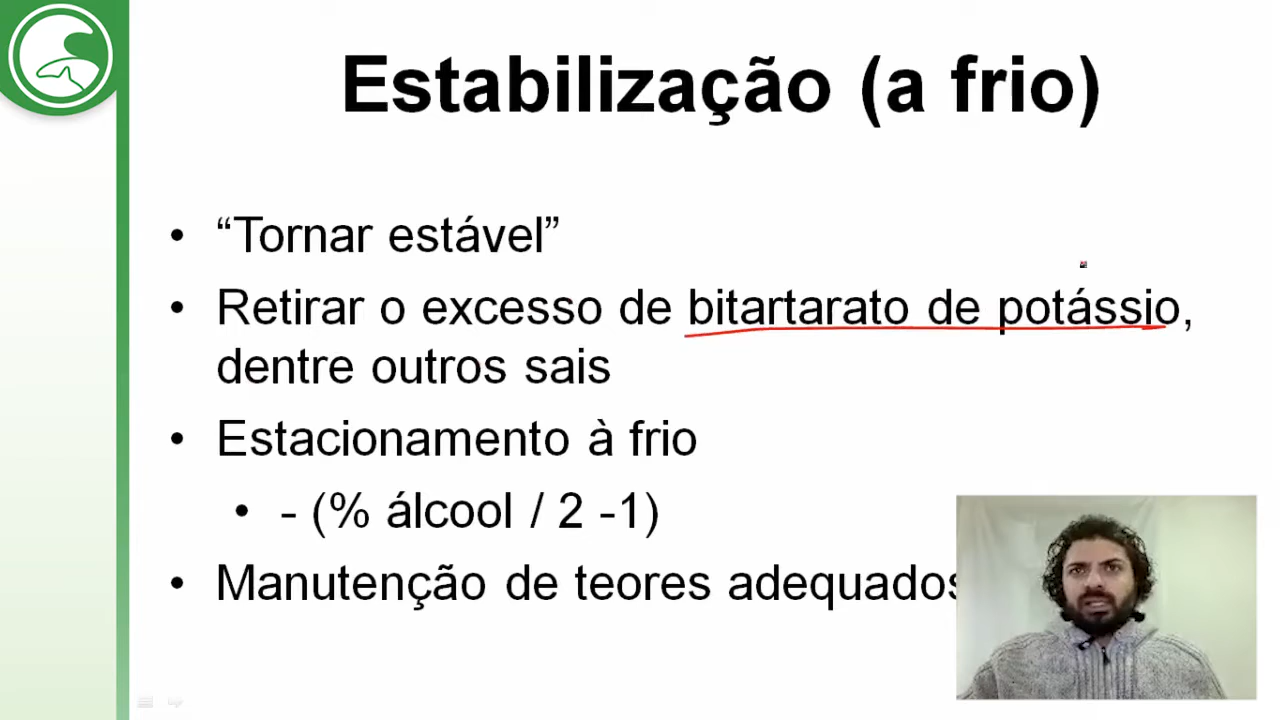 Estabilização (a frio)
• “Tornar estável”
• Retirar o excesso de bitartarato de potássio,
dentre outros sais
• Estacionamento à frio
• - (% álcool / 2 -1)
• Manutenção de teores adequados